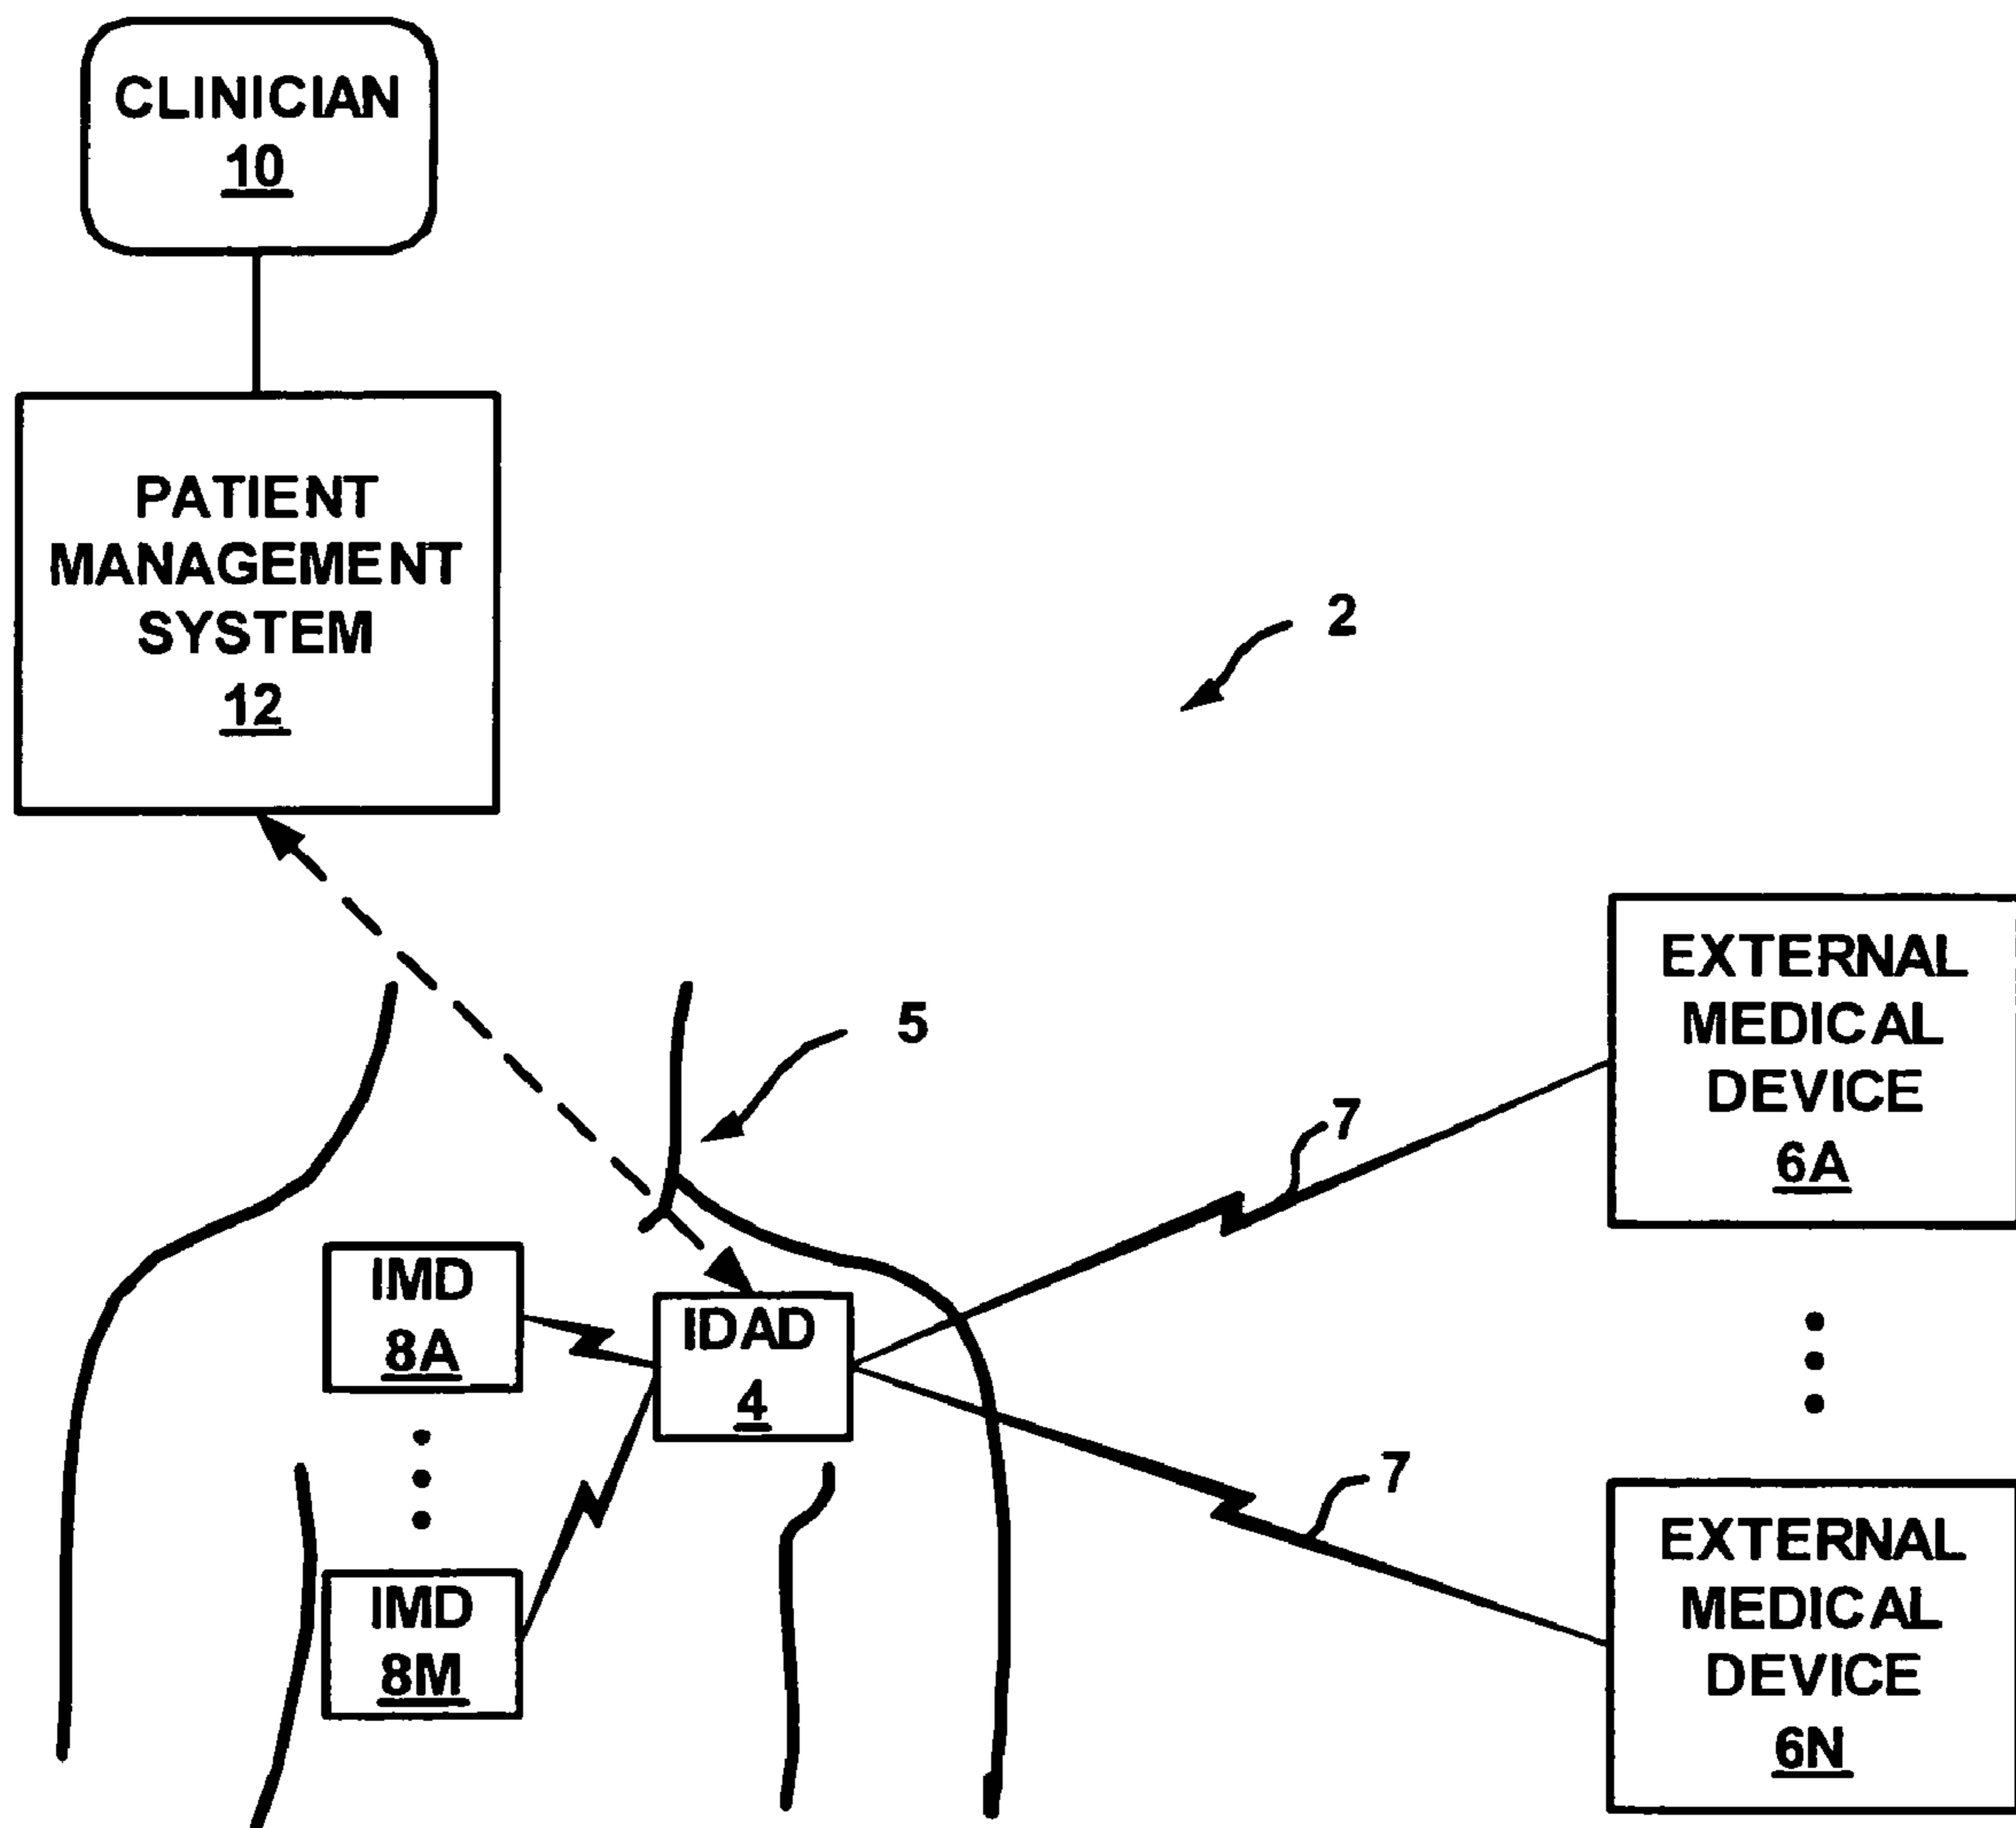 CLINICIAN
10
PATIENT
MANAGEMENT
SYSTEM
12
2
5
EXTERNAL
MEDICAL
DEVICE
6A
7
IMD
8A
IDAD
4
7
IMD
8M
EXTERNAL
MEDICAL
DEVICE
6N